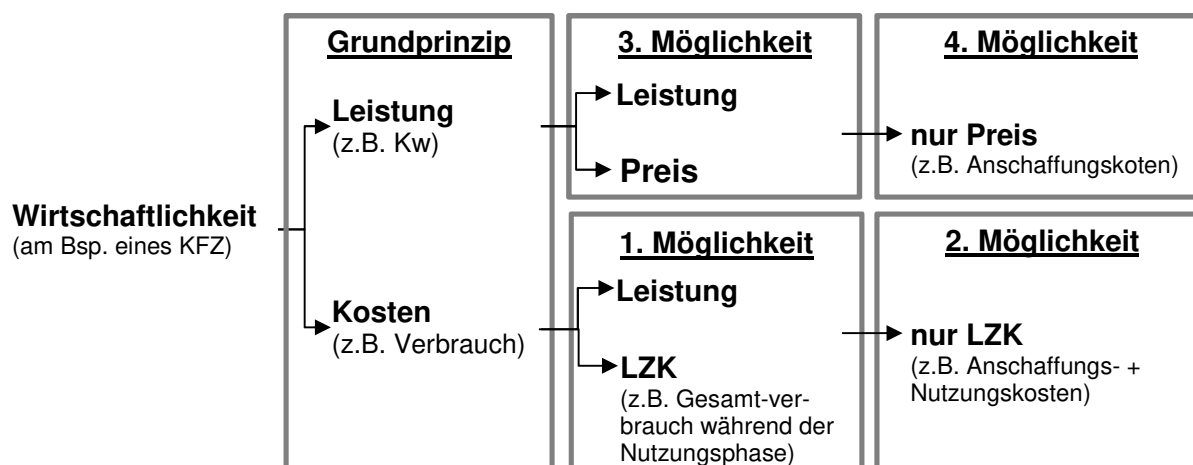 Wirtschaftlichkeit
(am Bsp. eines KFZ)
Grundprinzip
Leistung
(z.B. Kw)
Kosten
(z.B. Verbrauch)
3. Möglichkeit
Leistung
Preis
4. Möglichkeit
nur Preis
(z.B. Anschaffungskoten)
1. Möglichkeit
Leistung
LZK
(z.B. Gesamt-ver-
brauch während der
Nutzungsphase)
2. Möglichkeit
nur LZK
(z.B. Anschaffungs- +
Nutzungskosten)